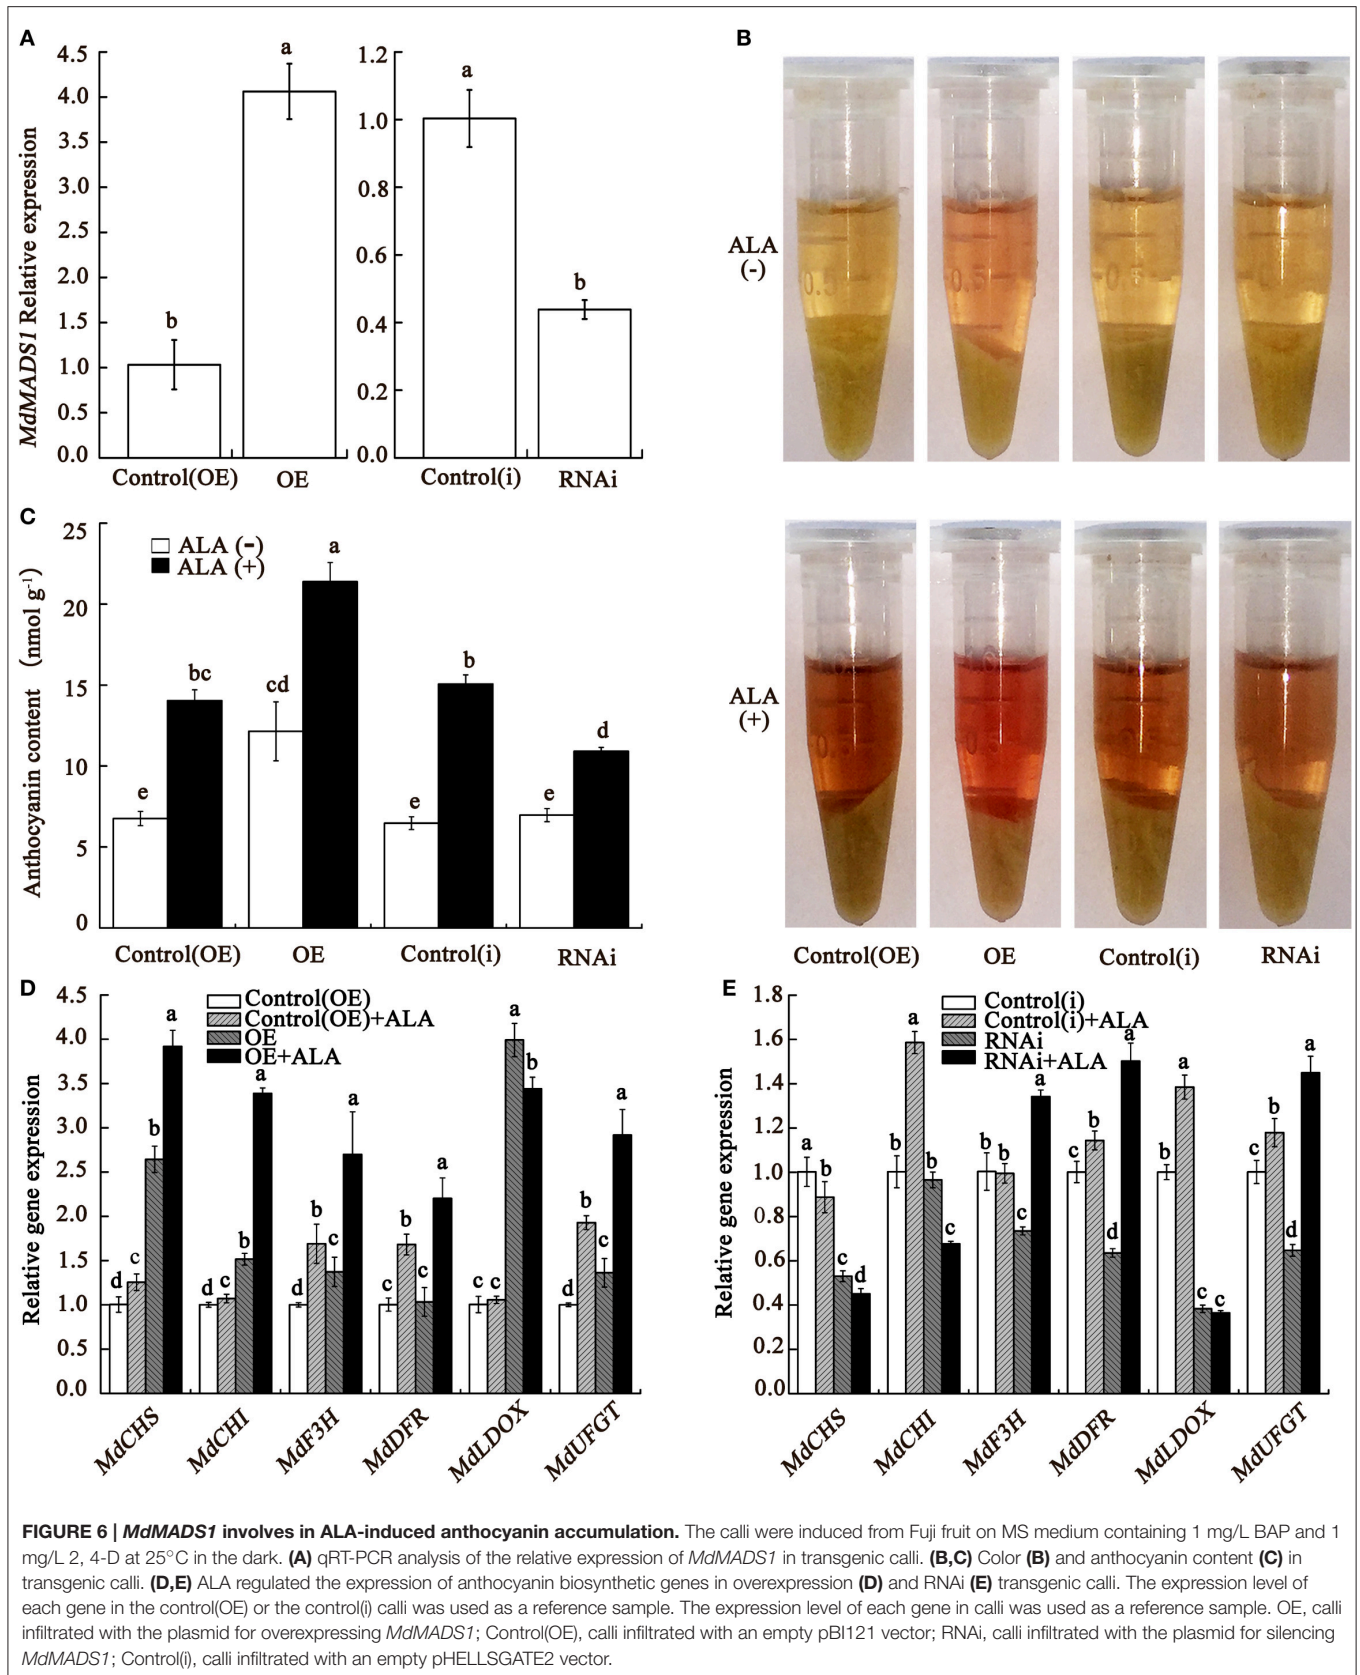 A
4.5
4.0
3.5
3.0
2.5
2.0
1.5
1.0
0.5
0.0
MdMADS1 Relative expression
b
a
Control(OE)
OE
1.2
1.0
0.8
0.6
0.4
0.2
0.0
a
b
Control(i)
RNAi
B
ALA
(-)
ALA
(+)
Control(OE)
OE
Control(i)
RNAi
C
25
20
15
10
5
0
Anthocyanin content (nmol g-1)
ALA (-)
ALA (+)
e
bc
cd
a
e
b
e
d
Control(OE)
OE
Control(i)
RNAi
D
4.5
4.0
3.5
3.0
2.5
2.0
1.5
1.0
0.5
0.0
Relative gene expression
Control(OE)
Control(OE)+ALA
OE
OE+ALA
d c b a
d c b a
d b c a
c b c a
c c a b
d b c a
MdCHS
MdCHI
MdF3H
MdDFR
MdLDOX
MdUFGT
E
1.8
1.6
1.4
1.2
1.0
0.8
0.6
0.4
0.2
0.0
Relative gene expression
Control(i)
Control(i)+ALA
RNAi
RNAi+ALA
a b c d
b a b c
b b c a
c b d a
b a c c
c b d a
MdCHS
MdCHI
MdF3H
MdDFR
MdLDOX
MdUFGT
FIGURE 6 | MdMADS1 involves in ALA-induced anthocyanin accumulation. The calli were induced from Fuji fruit on MS medium containing 1 mg/L BAP and 1
mg/L 2, 4-D at 25°C in the dark. (A) qRT-PCR analysis of the relative expression of MdMADS1 in transgenic calli. (B,C) Color (B) and anthocyanin content (C) in
transgenic calli. (D,E) ALA regulated the expression of anthocyanin biosynthetic genes in overexpression (D) and RNAi (E) transgenic calli. The expression level of
each gene in the control(OE) or the control(i) calli was used as a reference sample. The expression level of each gene in calli was used as a reference sample. OE, calli
infiltrated with the plasmid for overexpressing MdMADS1; Control(OE), calli infiltrated with an empty pBI121 vector; RNAi, calli infiltrated with the plasmid for silencing
MdMADS1; Control(i), calli infiltrated with an empty pHELLSGATE2 vector.